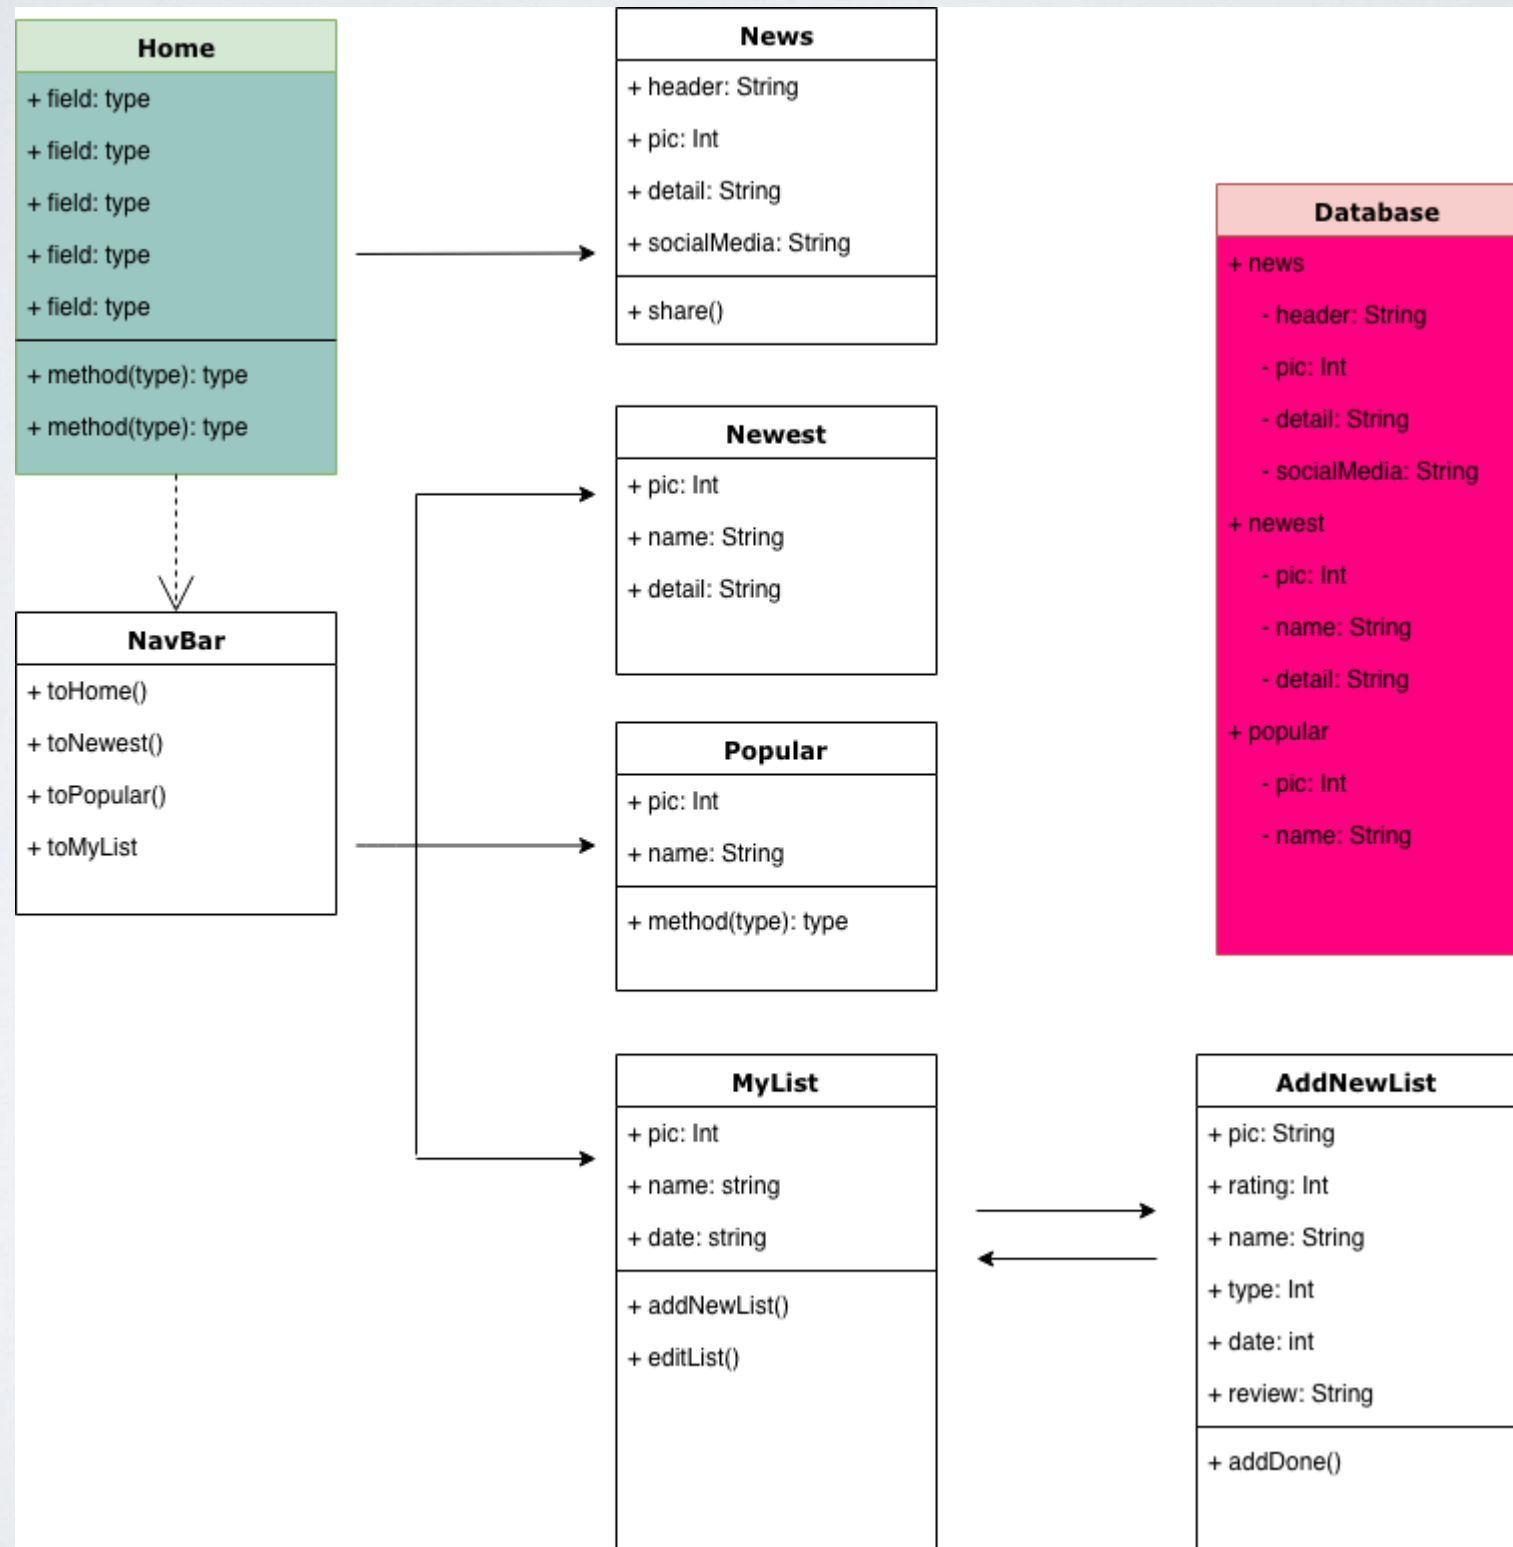 Home
+ field: type
+ field: type
+ field: type
+ field: type
+ field: type
+ method(type): type
+ method(type): type
NavBar
+ toHome()
+ toNewest()
+ toPopular()
+ toMyList
News
+ header: String
+ pic: Int
+ detail: String
+ socialMedia: String
+ share()
Newest
+ pic: Int
+ name: String
+ detail: String
Popular
+ pic: Int
+ name: String
+ method(type): type
MyList
+ pic: Int
+ name: string
+ date: string
+ addNewList()
+ editList()
Database
+ news
- header: String
- pic: Int
- detail: String
- socialMedia: String
+ newest
- pic: Int
- name: String
- detail: String
+ popular
- pic: Int
- name: String
AddNewList
+ pic: String
+ rating: Int
+ name: String
+ type: Int
+ date: int
+ review: String
+ addDone()